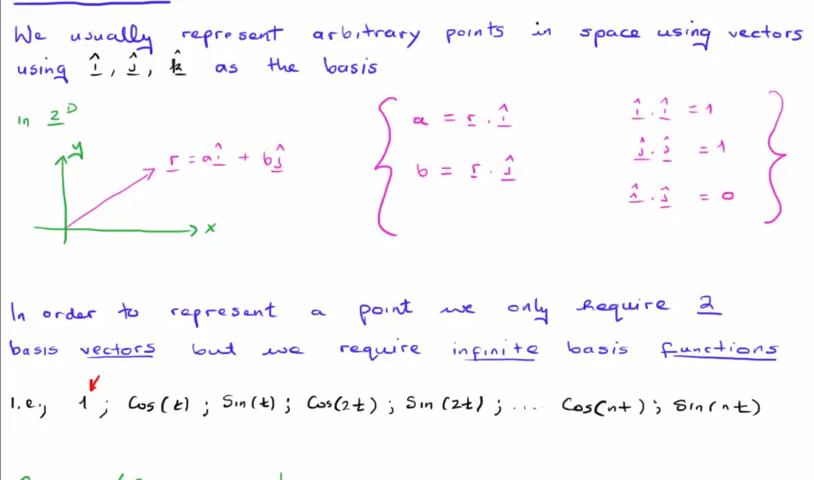 We usually represent arbitrary points in space using vectors
using î, ĵ, k̂ as the basis
In 2D
y
r = aî + bĵ
x
a = r · î
b = r · ĵ
î · î = 1
ĵ · ĵ = 1
î · ĵ = 0
In order to represent a point we only require 2
basis vectors but we require infinite basis functions
i.e., 1 ; Cos(t) ; Sin(t) ; Cos(2t) ; Sin(2t) ; ... Cos(nt) ; Sin(nt)